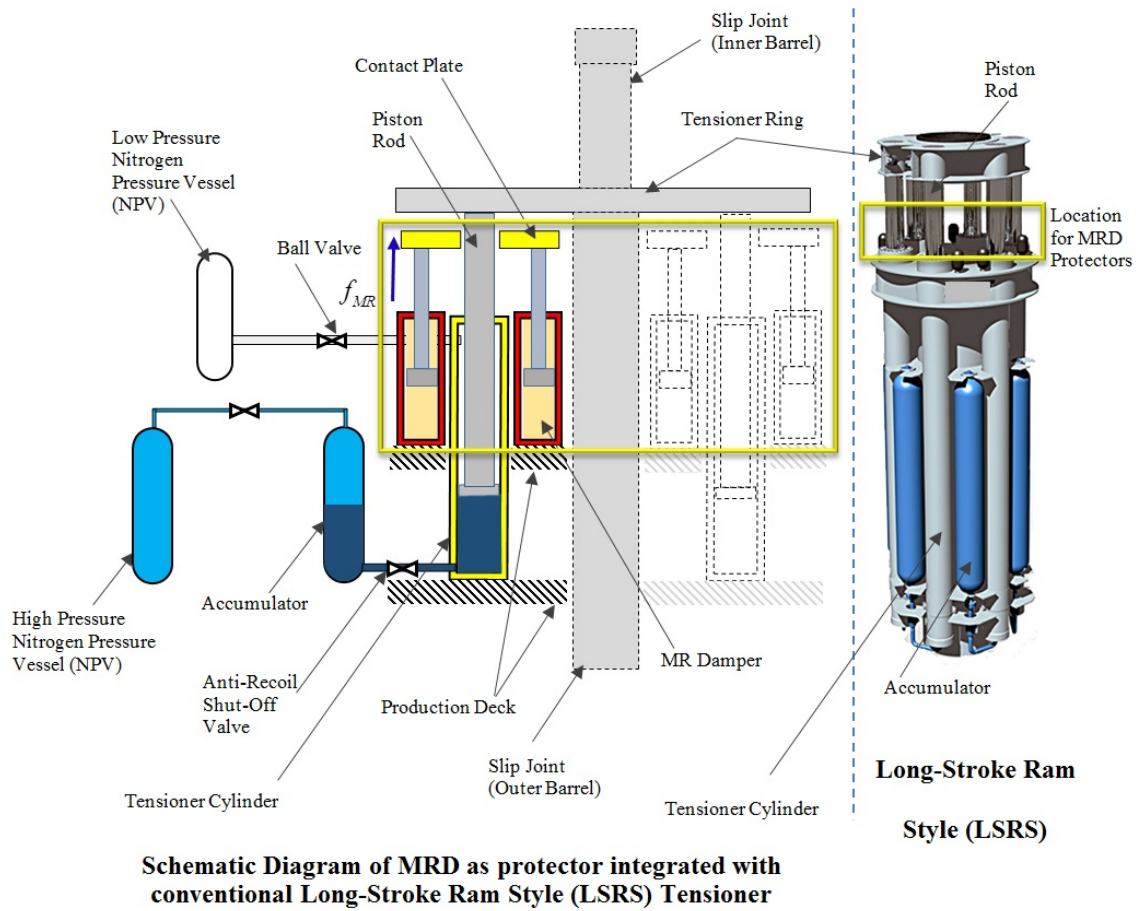 Slip Joint
(Inner Barrel)
Contact Plate
Piston
Rod
Piston
Rod
Low Pressure
Nitrogen
Pressure Vessel
(NPV)
Tensioner Ring
Ball Valve
Location
for MRD
Protectors
f_MR
High Pressure
Nitrogen Pressure
Vessel (NPV)
Accumulator
Anti-Recoil
Shut-Off
Valve
Production Deck
MR Damper
Accumulator
Tensioner Cylinder
Slip Joint
(Outer Barrel)
Tensioner Cylinder
Long-Stroke Ram
Style (LSRS)
Schematic Diagram of MRD as protector integrated with
conventional Long-Stroke Ram Style (LSRS) Tensioner